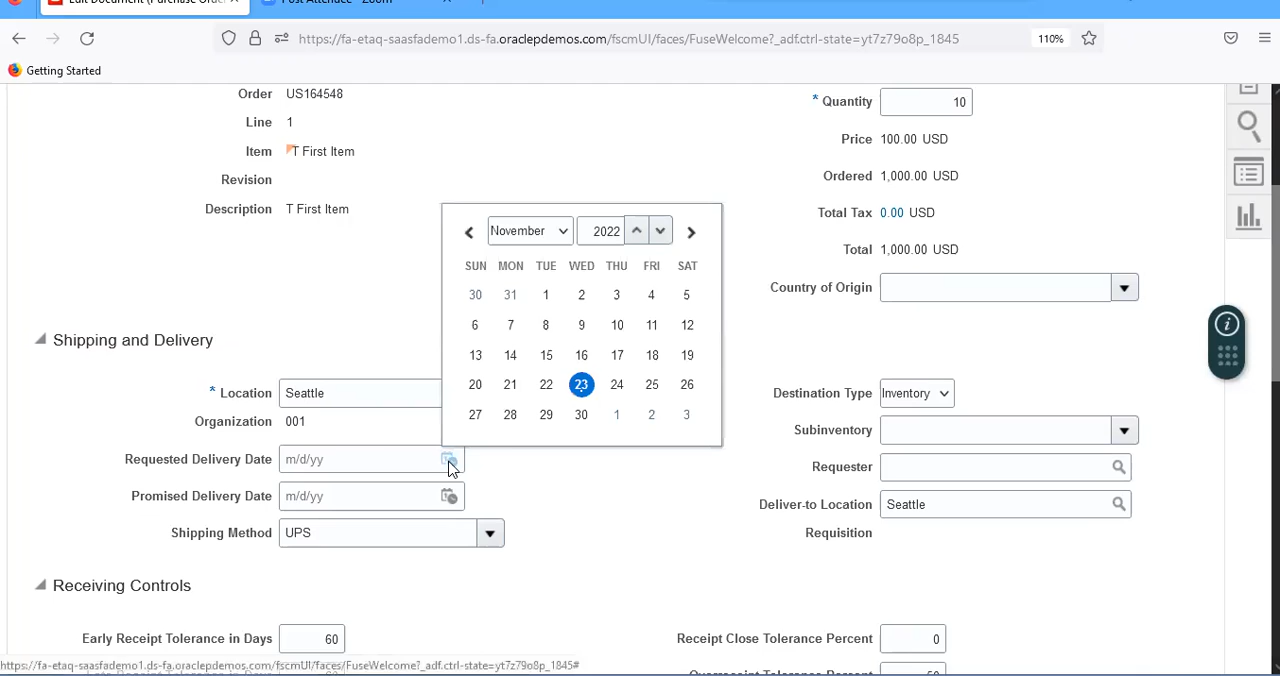 Edit Document (Purchase Orde
Post Attendee - Zoom
https://fa-etaq-saasfademo1.ds-fa.oraclepdemos.com/fscmUI/faces/FuseWelcome?_adf.ctrl-state=yt7z79o8p_1845
110%
Getting Started
Order US164548
Line 1
Item T First Item
Revision
Description T First Item
* Quantity 10
Price 100.00 USD
Ordered 1,000.00 USD
Total Tax 0.00 USD
Total 1,000.00 USD
Country of Origin
November 2022
SUN MON TUE WED THU FRI SAT
30 31 1 2 3 4 5
6 7 8 9 10 11 12
13 14 15 16 17 18 19
20 21 22 23 24 25 26
27 28 29 30 1 2 3
Shipping and Delivery
* Location Seattle
Organization 001
Requested Delivery Date m/d/yy
Promised Delivery Date m/d/yy
Shipping Method UPS
Destination Type Inventory
Subinventory
Requester
Deliver-to Location Seattle
Requisition
Receiving Controls
Early Receipt Tolerance in Days 60
Receipt Close Tolerance Percent 0
https://fa-etaq-saasfademo1.ds-fa.oraclepdemos.com/fscmUI/faces/FuseWelcome?_adf.ctrl-state=yt7z79o8p_1845#
Overreceipt Tolerance Percent 50